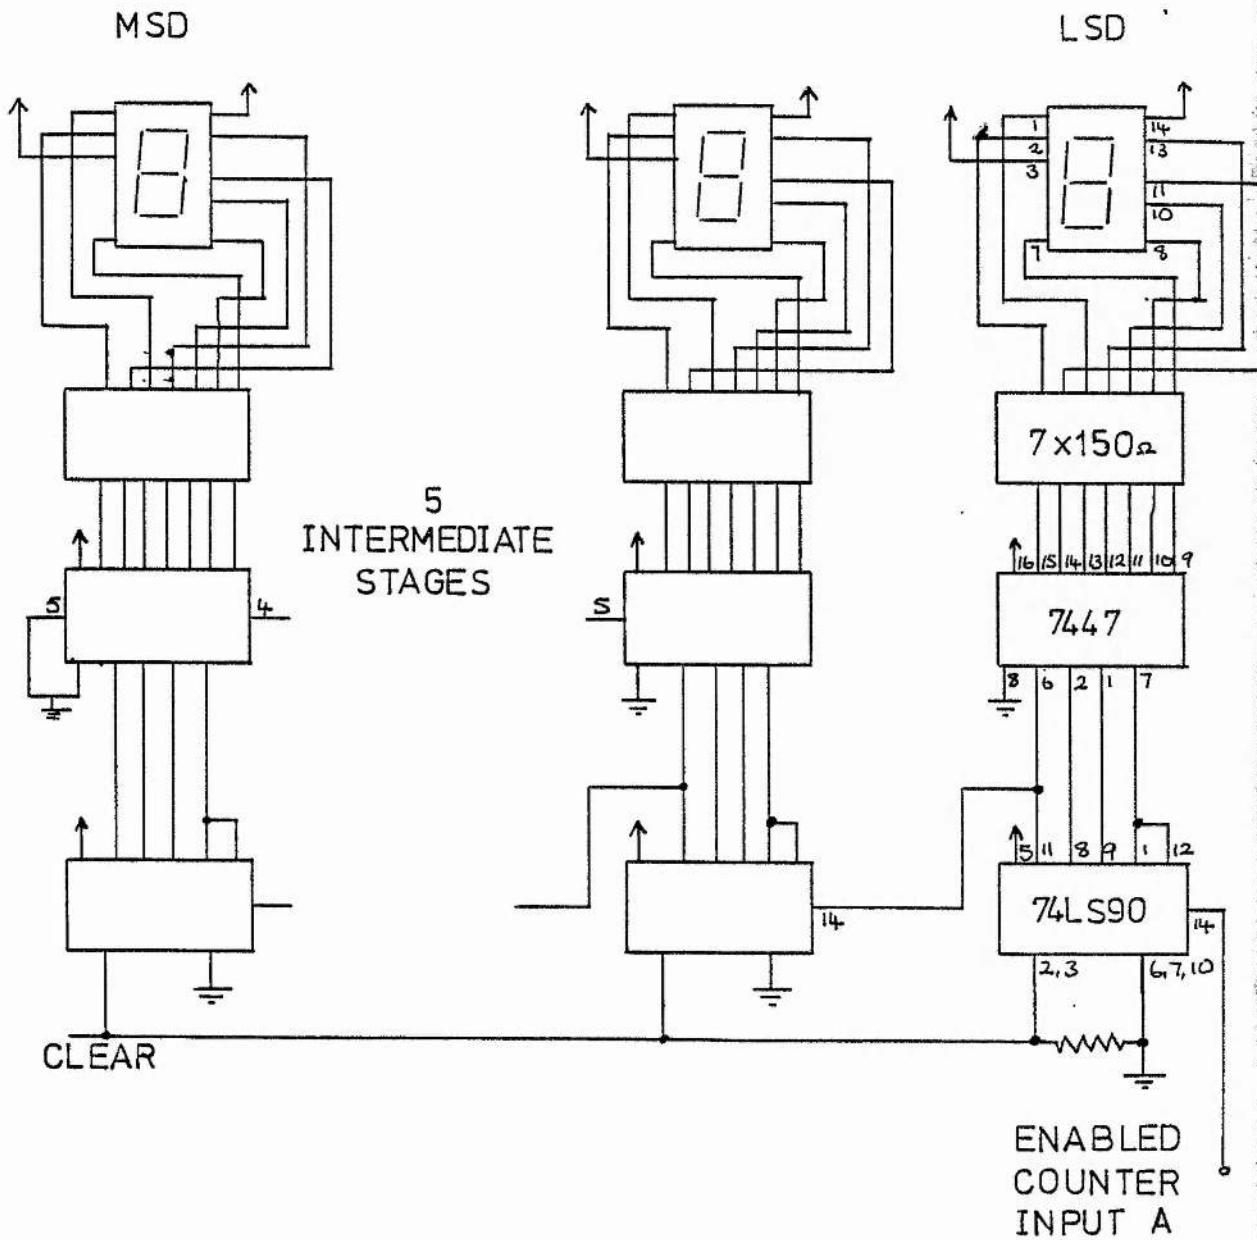 MSD
LSD
1
2
3
14
13
11
10
7
8
7x150Ω
5
INTERMEDIATE
STAGES
16 15 14 13 12 11 10 9
5
4
5
7447
8 6 2 1 7
5 11 8 9 1 12
74LS90
14
14
2,3
6,7,10
CLEAR
ENABLED
COUNTER
INPUT A